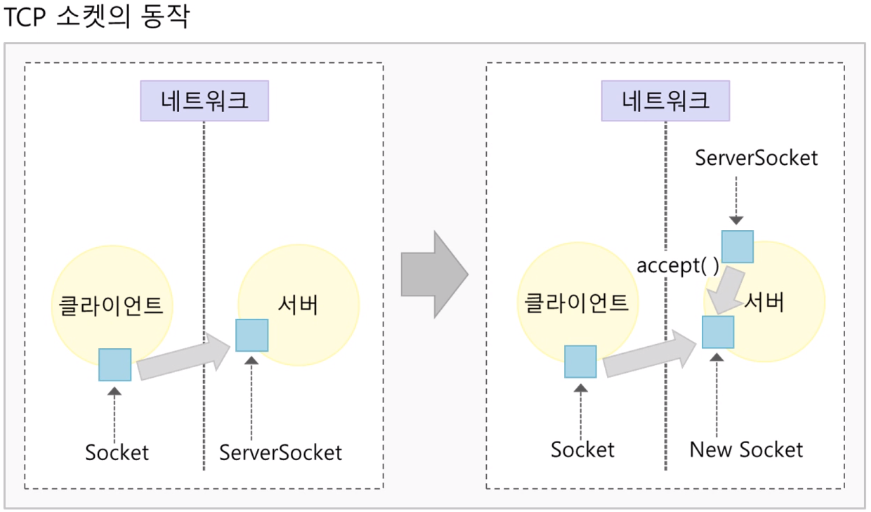 TCP 소켓의 동작
네트워크
클라이언트
서버
Socket
ServerSocket
네트워크
ServerSocket
accept( )
클라이언트
서버
Socket
New Socket